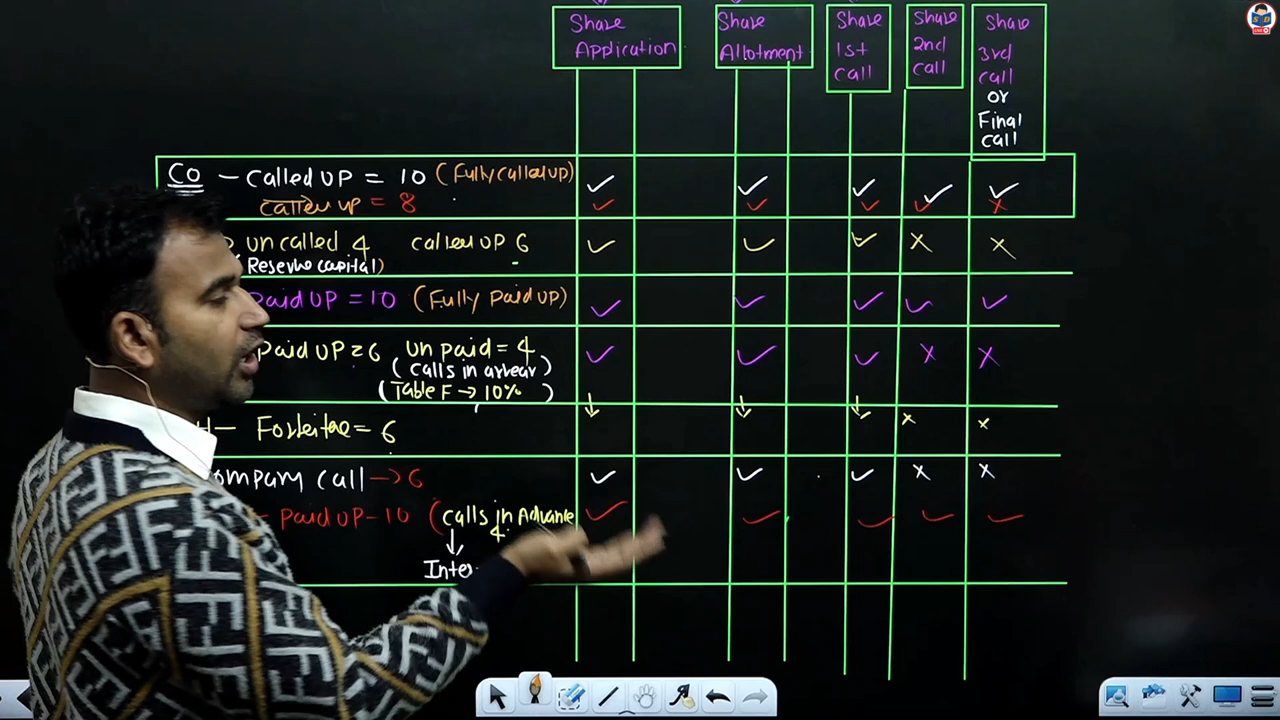 Share
Application
Share
Allotment
Share
1st
call
Share
2nd
call
Share
3rd
call
or
Final
call
Co - Called UP = 10 (Fully Called up)
Called up = 8
uncalled 4 called UP 6
(Reserve capital)
Paid UP = 10 (Fully Paid up)
Paid UP = 6 un paid = 4
(calls in arrear)
(Table F → 10%)
H- Forfeitae = 6
ompany call → 6
- Paid UP - 10 (calls in Advance
4
Inte